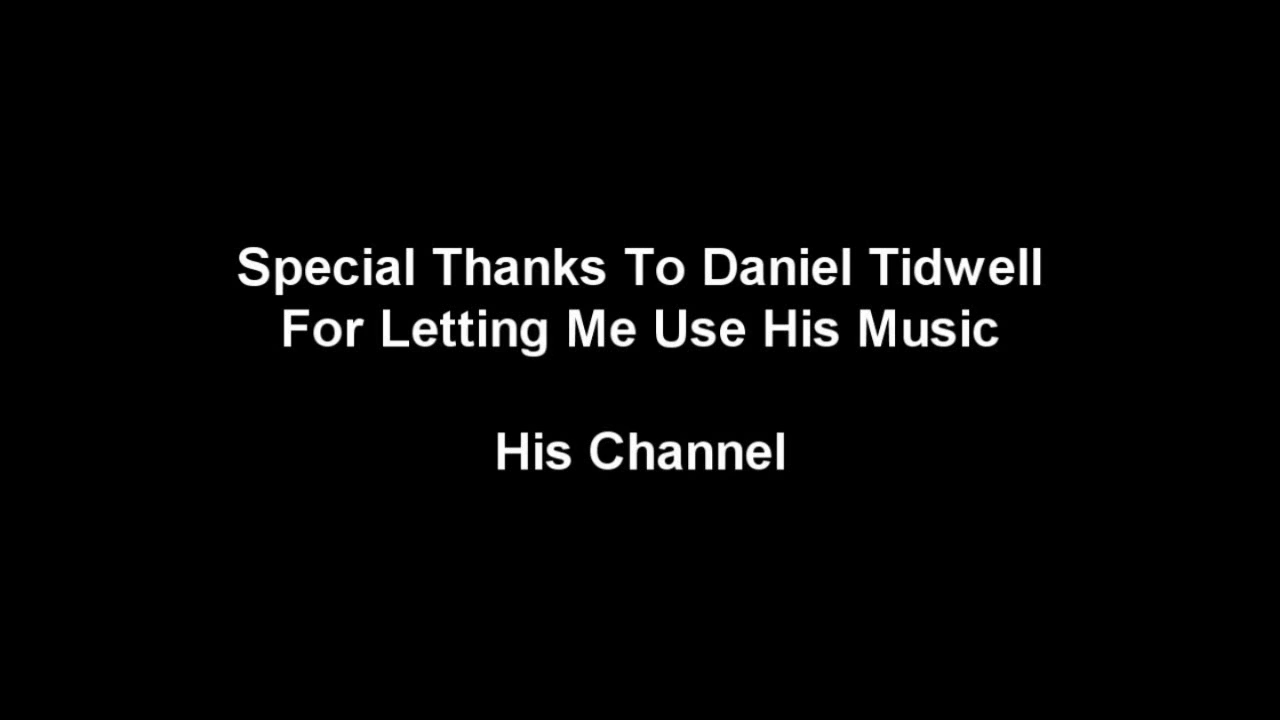 Special Thanks To Daniel Tidwell
For Letting Me Use His Music
His Channel